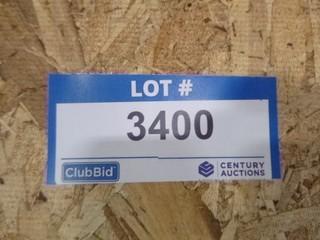 LOT #
3400
ClubBid
CENTURY
AUCTIONS